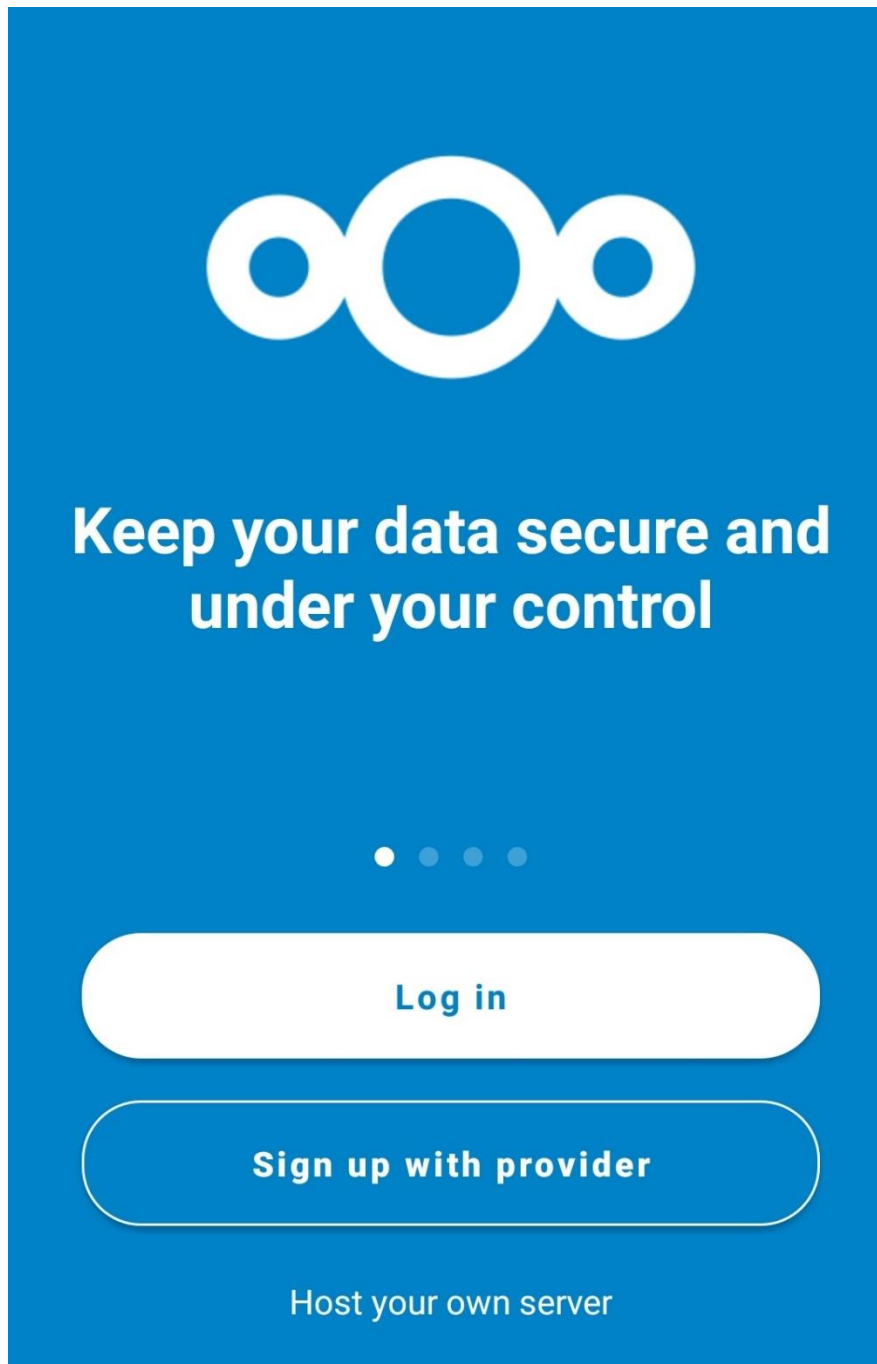 Keep your data secure and
under your control
Log in
Sign up with provider
Host your own server